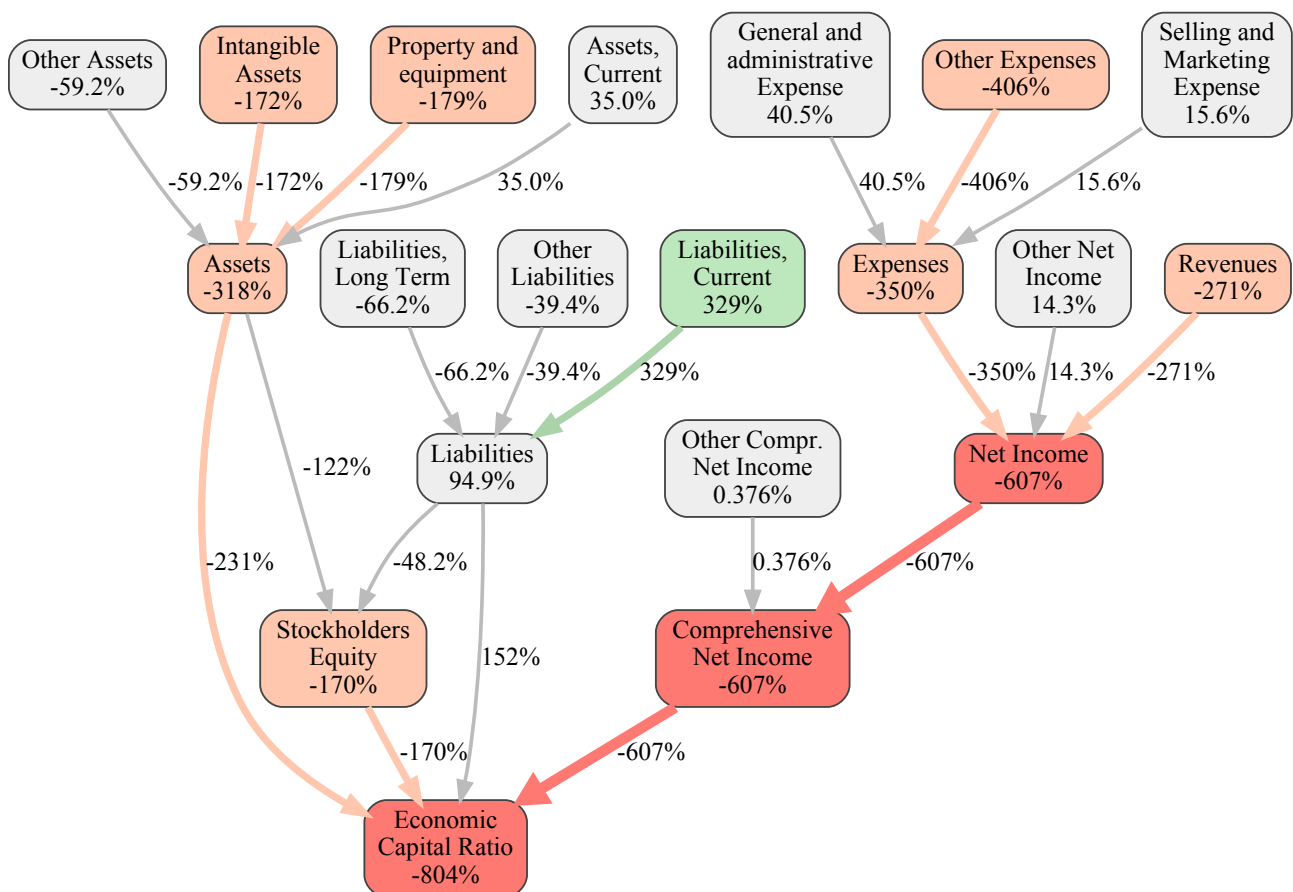 Other Assets
-59.2%
Intangible
Assets
-172%
Property and
equipment
-179%
Assets,
Current
35.0%
General and
administrative
Expense
40.5%
Other Expenses
-406%
Selling and
Marketing
Expense
15.6%
-59.2%
-172%
-179%
35.0%
40.5%
-406%
15.6%
Assets
-318%
Liabilities,
Long Term
-66.2%
Other
Liabilities
-39.4%
Liabilities,
Current
329%
Expenses
-350%
Other Net
Income
14.3%
Revenues
-271%
-66.2%
-39.4%
329%
-350%
14.3%
-271%
-122%
Liabilities
94.9%
Other Compr.
Net Income
0.376%
Net Income
-607%
-231%
-48.2%
0.376%
-607%
Stockholders
Equity
-170%
152%
Comprehensive
Net Income
-607%
-170%
-607%
Economic
Capital Ratio
-804%